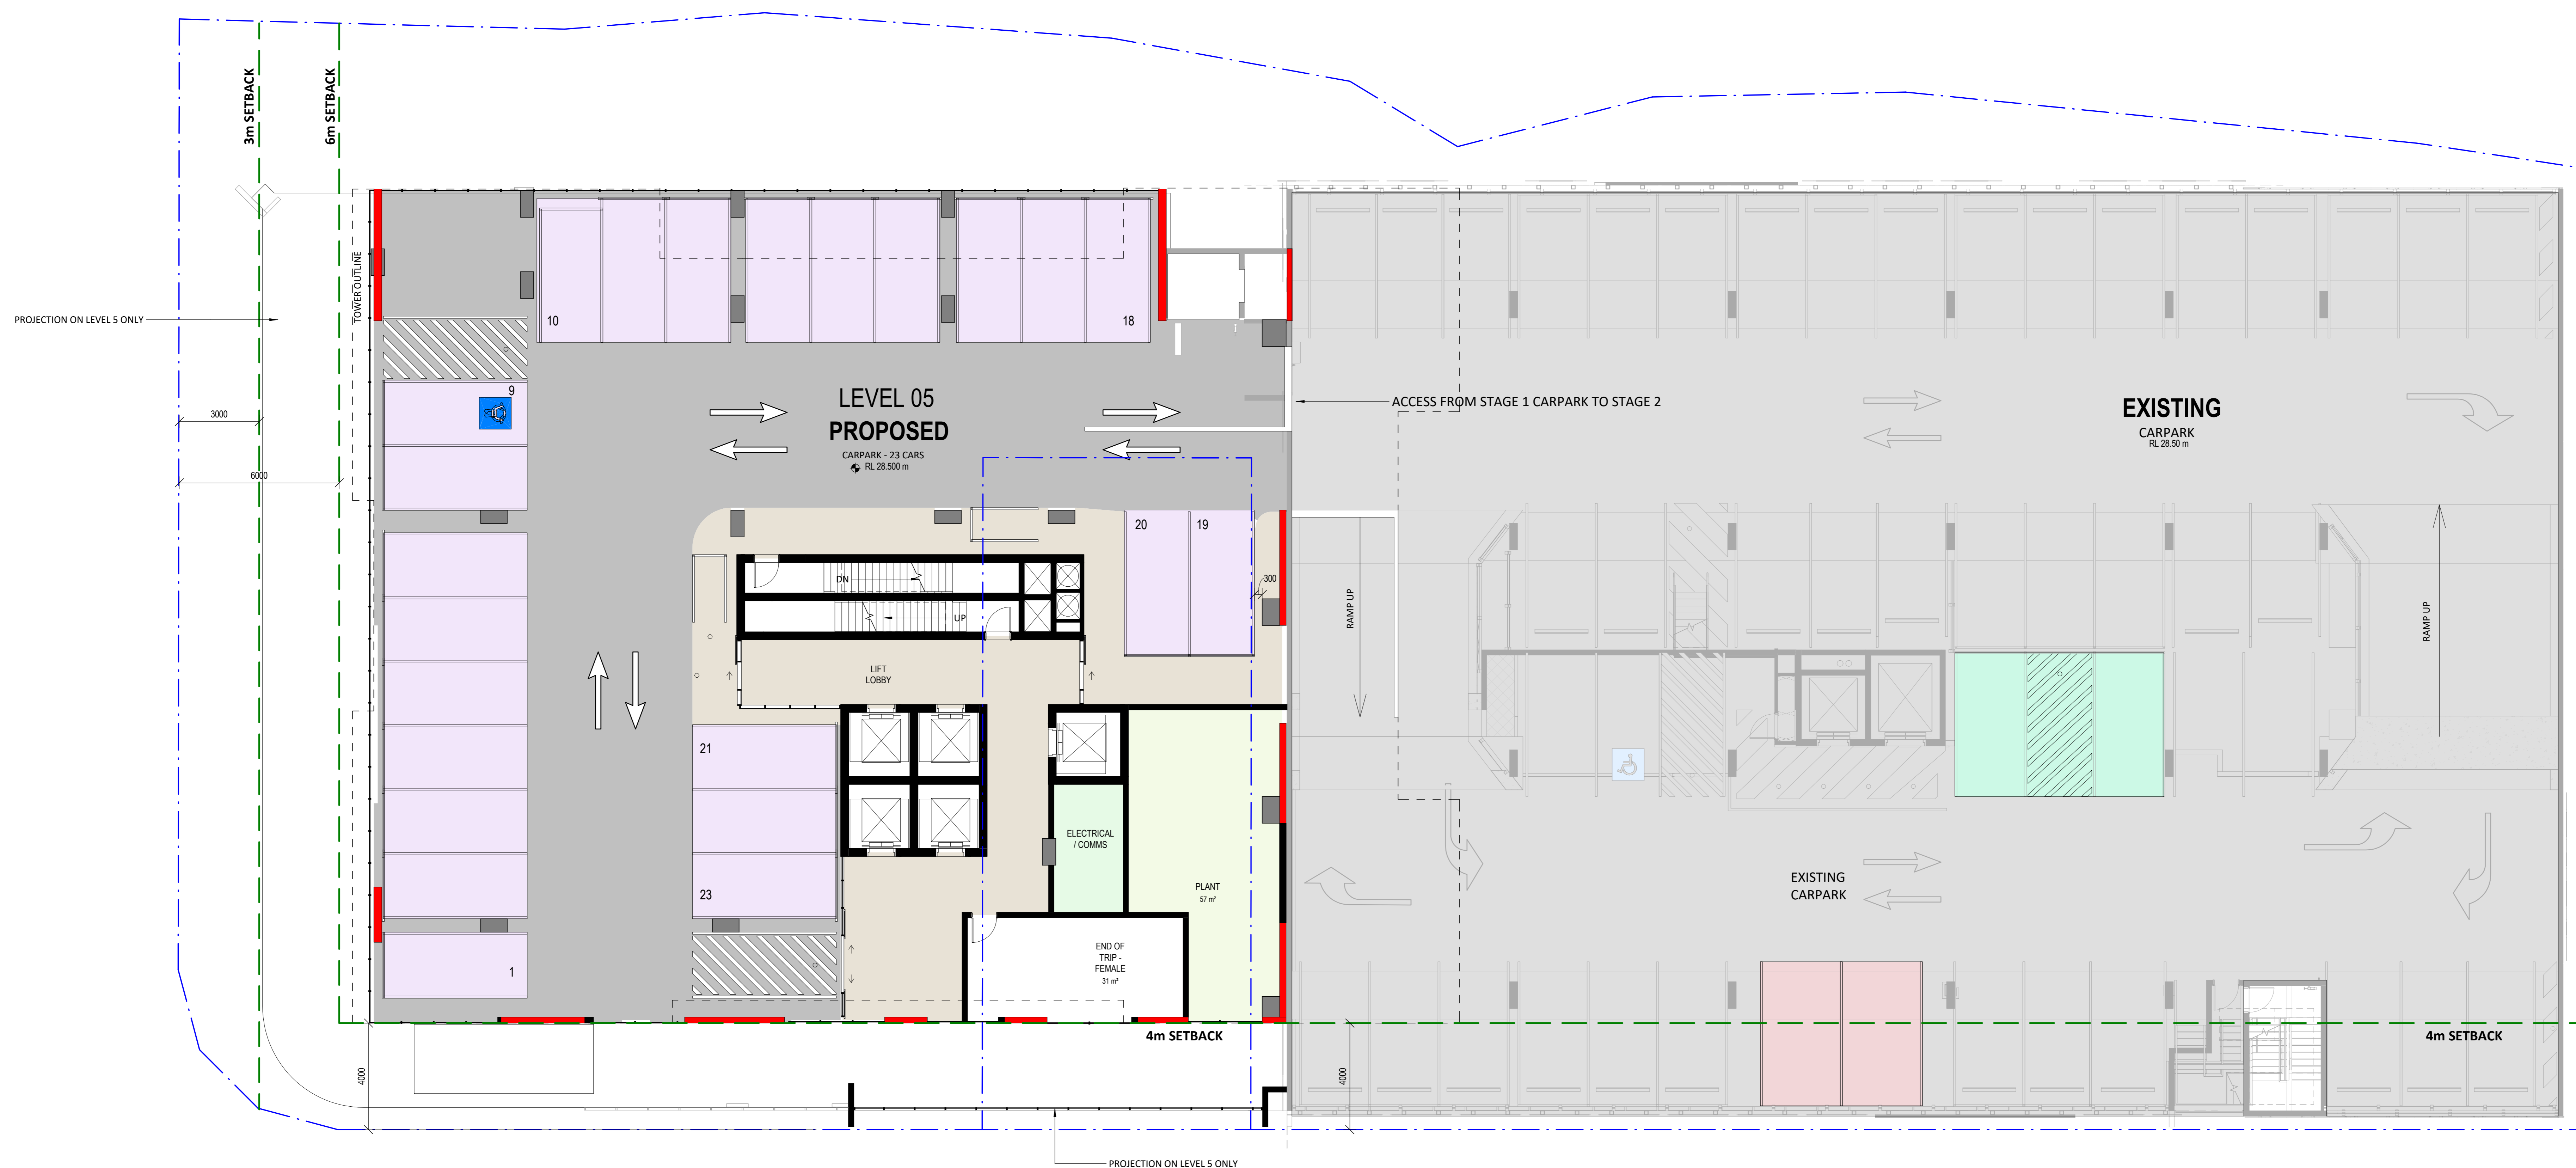 3m SETBACK
6m SETBACK
TOWER OUTLINE
PROJECTION ON LEVEL 5 ONLY
10
18
9
3000
6000
LEVEL 05
PROPOSED
CARPARK - 23 CARS
RL 28.500 m
ACCESS FROM STAGE 1 CARPARK TO STAGE 2
EXISTING
CARPARK
RL 28.50 m
20
19
300
DN
UP
RAMP UP
RAMP UP
LIFT
LOBBY
21
23
ELECTRICAL
/ COMMS
PLANT
57 m²
EXISTING
CARPARK
END OF
TRIP -
FEMALE
31 m²
1
4m SETBACK
4m SETBACK
4000
4000
PROJECTION ON LEVEL 5 ONLY